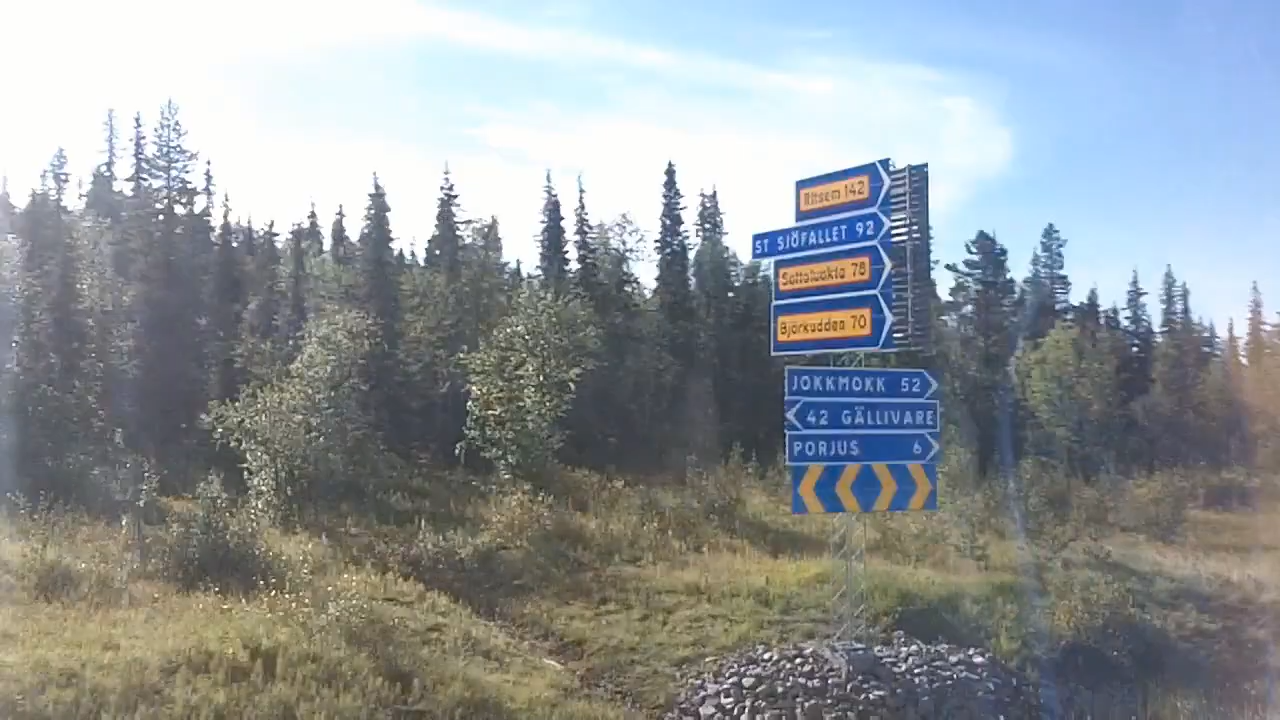 Ritsem 142
ST SJÖFALLET 92
Saltoluokta 78
Björkudden 70
JOKKMOKK 52
42 GÄLLIVARE
PORJUS 6